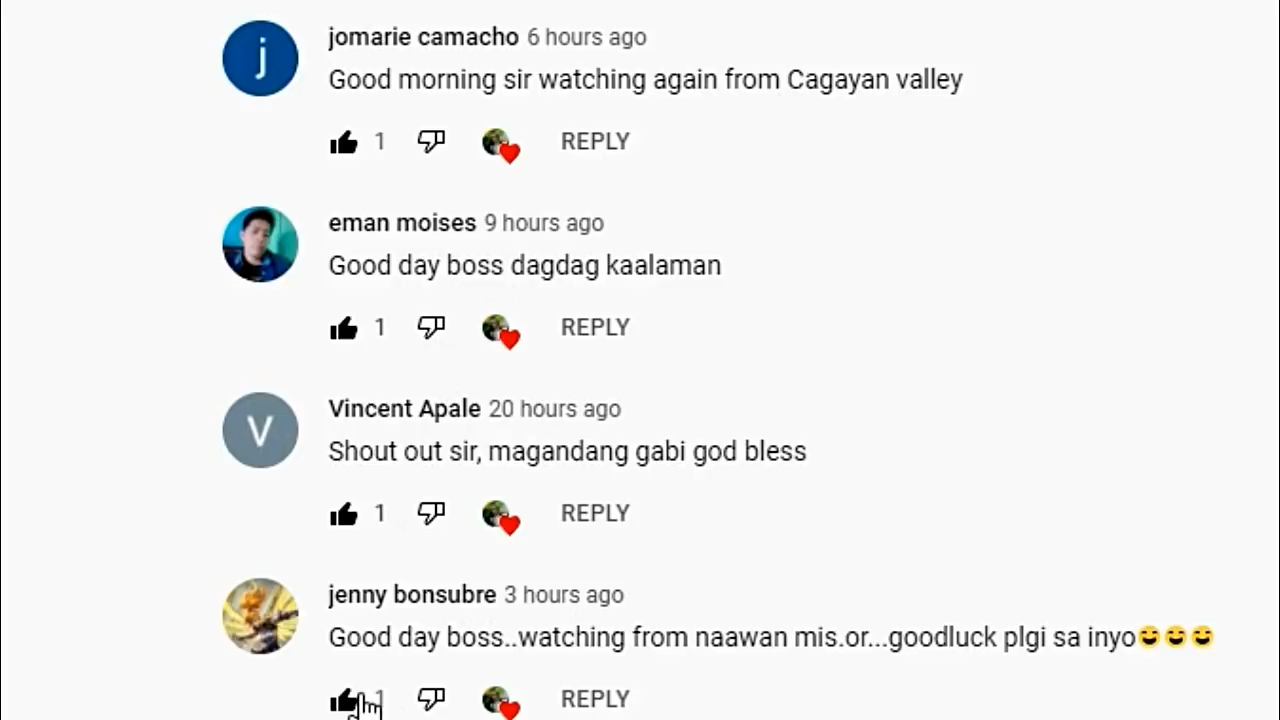 j
jomarie camacho 6 hours ago
Good morning sir watching again from Cagayan valley
1 REPLY
eman moises 9 hours ago
Good day boss dagdag kaalaman
1 REPLY
V
Vincent Apale 20 hours ago
Shout out sir, magandang gabi god bless
1 REPLY
jenny bonsubre 3 hours ago
Good day boss..watching from naawan mis.or...goodluck plgi sa inyo😄😄😄
1 REPLY